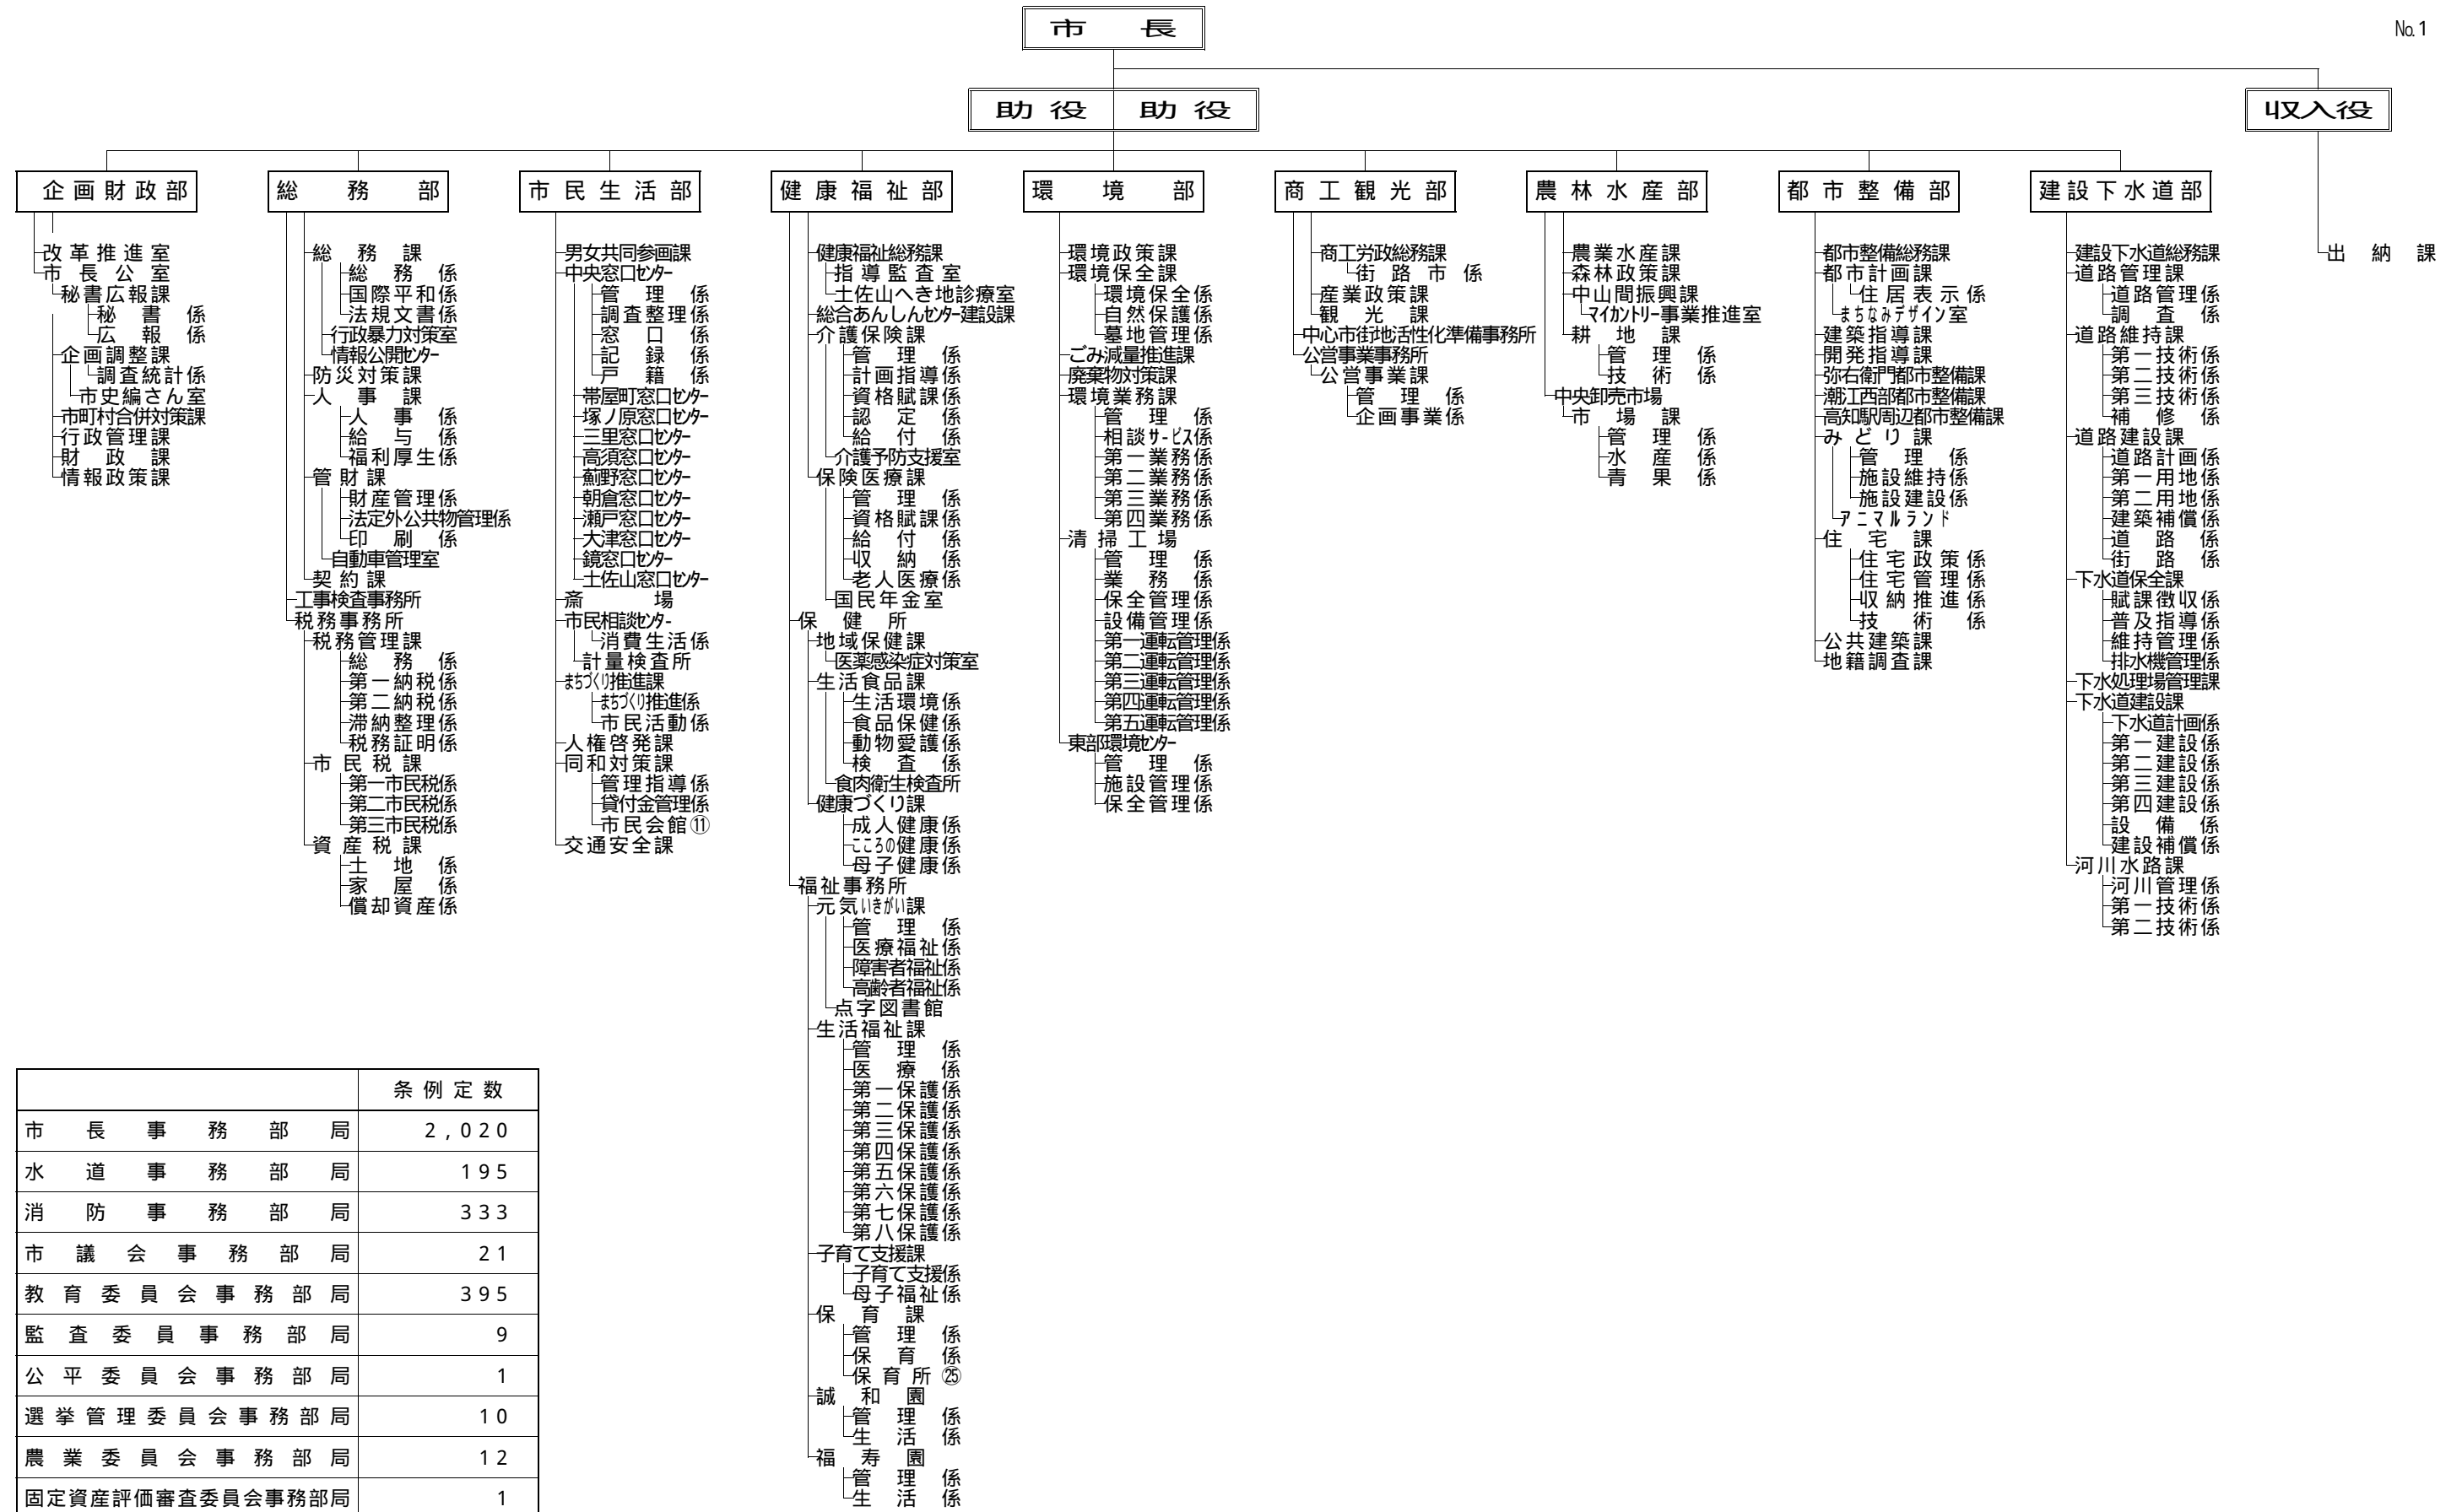 市長
№1
助役 助役
収入役
企画財政部
改革推進室
市長公室
秘書広報課
秘書係
広報係
企画調整課
調査統計係
市史編さん室
市町村合併対策課
行政管理課
財政課
情報政策課
総務部
総務課
総務係
国際平和係
法規文書係
行政暴力対策室
情報公開センター
防災対策課
人事課
人事係
給与係
福利厚生係
管財課
財産管理係
法定外公共物管理係
印刷係
自動車管理室
契約課
工事検査事務所
税務事務所
税務管理課
総務係
第一納税係
第二納税係
滞納整理係
税務証明係
市民税課
第一市民税係
第二市民税係
第三市民税係
資産税課
土地係
家屋係
償却資産係
市民生活部
男女共同参画課
中央窓口センター
管理係
調査整理係
窓口係
記録係
戸籍係
帯屋町窓口センター
塚ノ原窓口センター
三里窓口センター
高須窓口センター
薊野窓口センター
朝倉窓口センター
瀬戸窓口センター
大津窓口センター
鏡窓口センター
土佐山窓口センター
斎場
市民相談センター
消費生活係
計量検査所
まちづくり推進課
まちづくり推進係
市民活動係
人権啓発課
同和対策課
管理指導係
貸付金管理係
市民会館⑪
交通安全課
健康福祉部
健康福祉総務課
指導監査室
土佐山へき地診療室
総合あんしんセンター建設課
介護保険課
管理係
計画指導係
資格賦課係
認定係
給付係
介護予防支援室
保険医療課
管理係
資格賦課係
給付係
収納係
老人医療係
国民年金室
保健所
地域保健課
医薬感染症対策室
生活食品課
生活環境係
食品保健係
動物愛護係
検査係
食肉衛生検査所
健康づくり課
成人健康係
こころの健康係
母子健康係
福祉事務所
元気いきがい課
管理係
医療福祉係
障害者福祉係
高齢者福祉係
点字図書館
生活福祉課
管理係
医療係
第一保護係
第二保護係
第三保護係
第四保護係
第五保護係
第六保護係
第七保護係
第八保護係
子育て支援課
子育て支援係
母子福祉係
保育課
管理係
保育係
保育所㉕
誠和園
管理係
生活係
福寿園
管理係
生活係
環境部
環境政策課
環境保全課
環境保全係
自然保護係
墓地管理係
ごみ減量推進課
廃棄物対策課
環境業務課
管理係
相談サービス係
第一業務係
第二業務係
第三業務係
第四業務係
清掃工場
管理係
業務係
保全管理係
設備管理係
第一運転管理係
第二運転管理係
第三運転管理係
第四運転管理係
第五運転管理係
東部環境センター
管理係
施設管理係
保全管理係
商工観光部
商工労政総務課
街路市係
産業政策課
観光課
中心市街地活性化準備事務所
公営事業事務所
公営事業課
管理係
企画事業係
農林水産部
農業水産課
森林政策課
中山間振興課
マイカントリー事業推進室
耕地課
管理係
技術係
中央卸売市場
市場課
管理係
水産係
青果係
都市整備部
都市整備総務課
都市計画課
住居表示係
まちなみデザイン室
建築指導課
開発指導課
弥右衛門都市整備課
潮江西部都市整備課
高知駅周辺都市整備課
みどり課
管理係
施設維持係
施設建設係
アニマルランド
住宅課
住宅政策係
住宅管理係
収納推進係
技術係
公共建築課
地籍調査課
建設下水道部
建設下水道総務課
道路管理課
道路管理係
調査係
道路維持課
第一技術係
第二技術係
第三技術係
補修係
道路建設課
道路計画係
第一用地係
第二用地係
建築補償係
道路係
街路係
下水道保全課
賦課徴収係
普及指導係
維持管理係
排水機管理係
下水処理場管理課
下水道建設課
下水道計画係
第一建設係
第二建設係
第三建設係
第四建設係
設備係
建設補償係
河川水路課
河川管理係
第一技術係
第二技術係
出納課
条例定数
市長事務部局 2,020
水道事務部局 195
消防事務部局 333
市議会事務部局 21
教育委員会事務部局 395
監査委員事務部局 9
公平委員会事務部局 1
選挙管理委員会事務部局 10
農業委員会事務部局 12
固定資産評価審査委員会事務部局 1